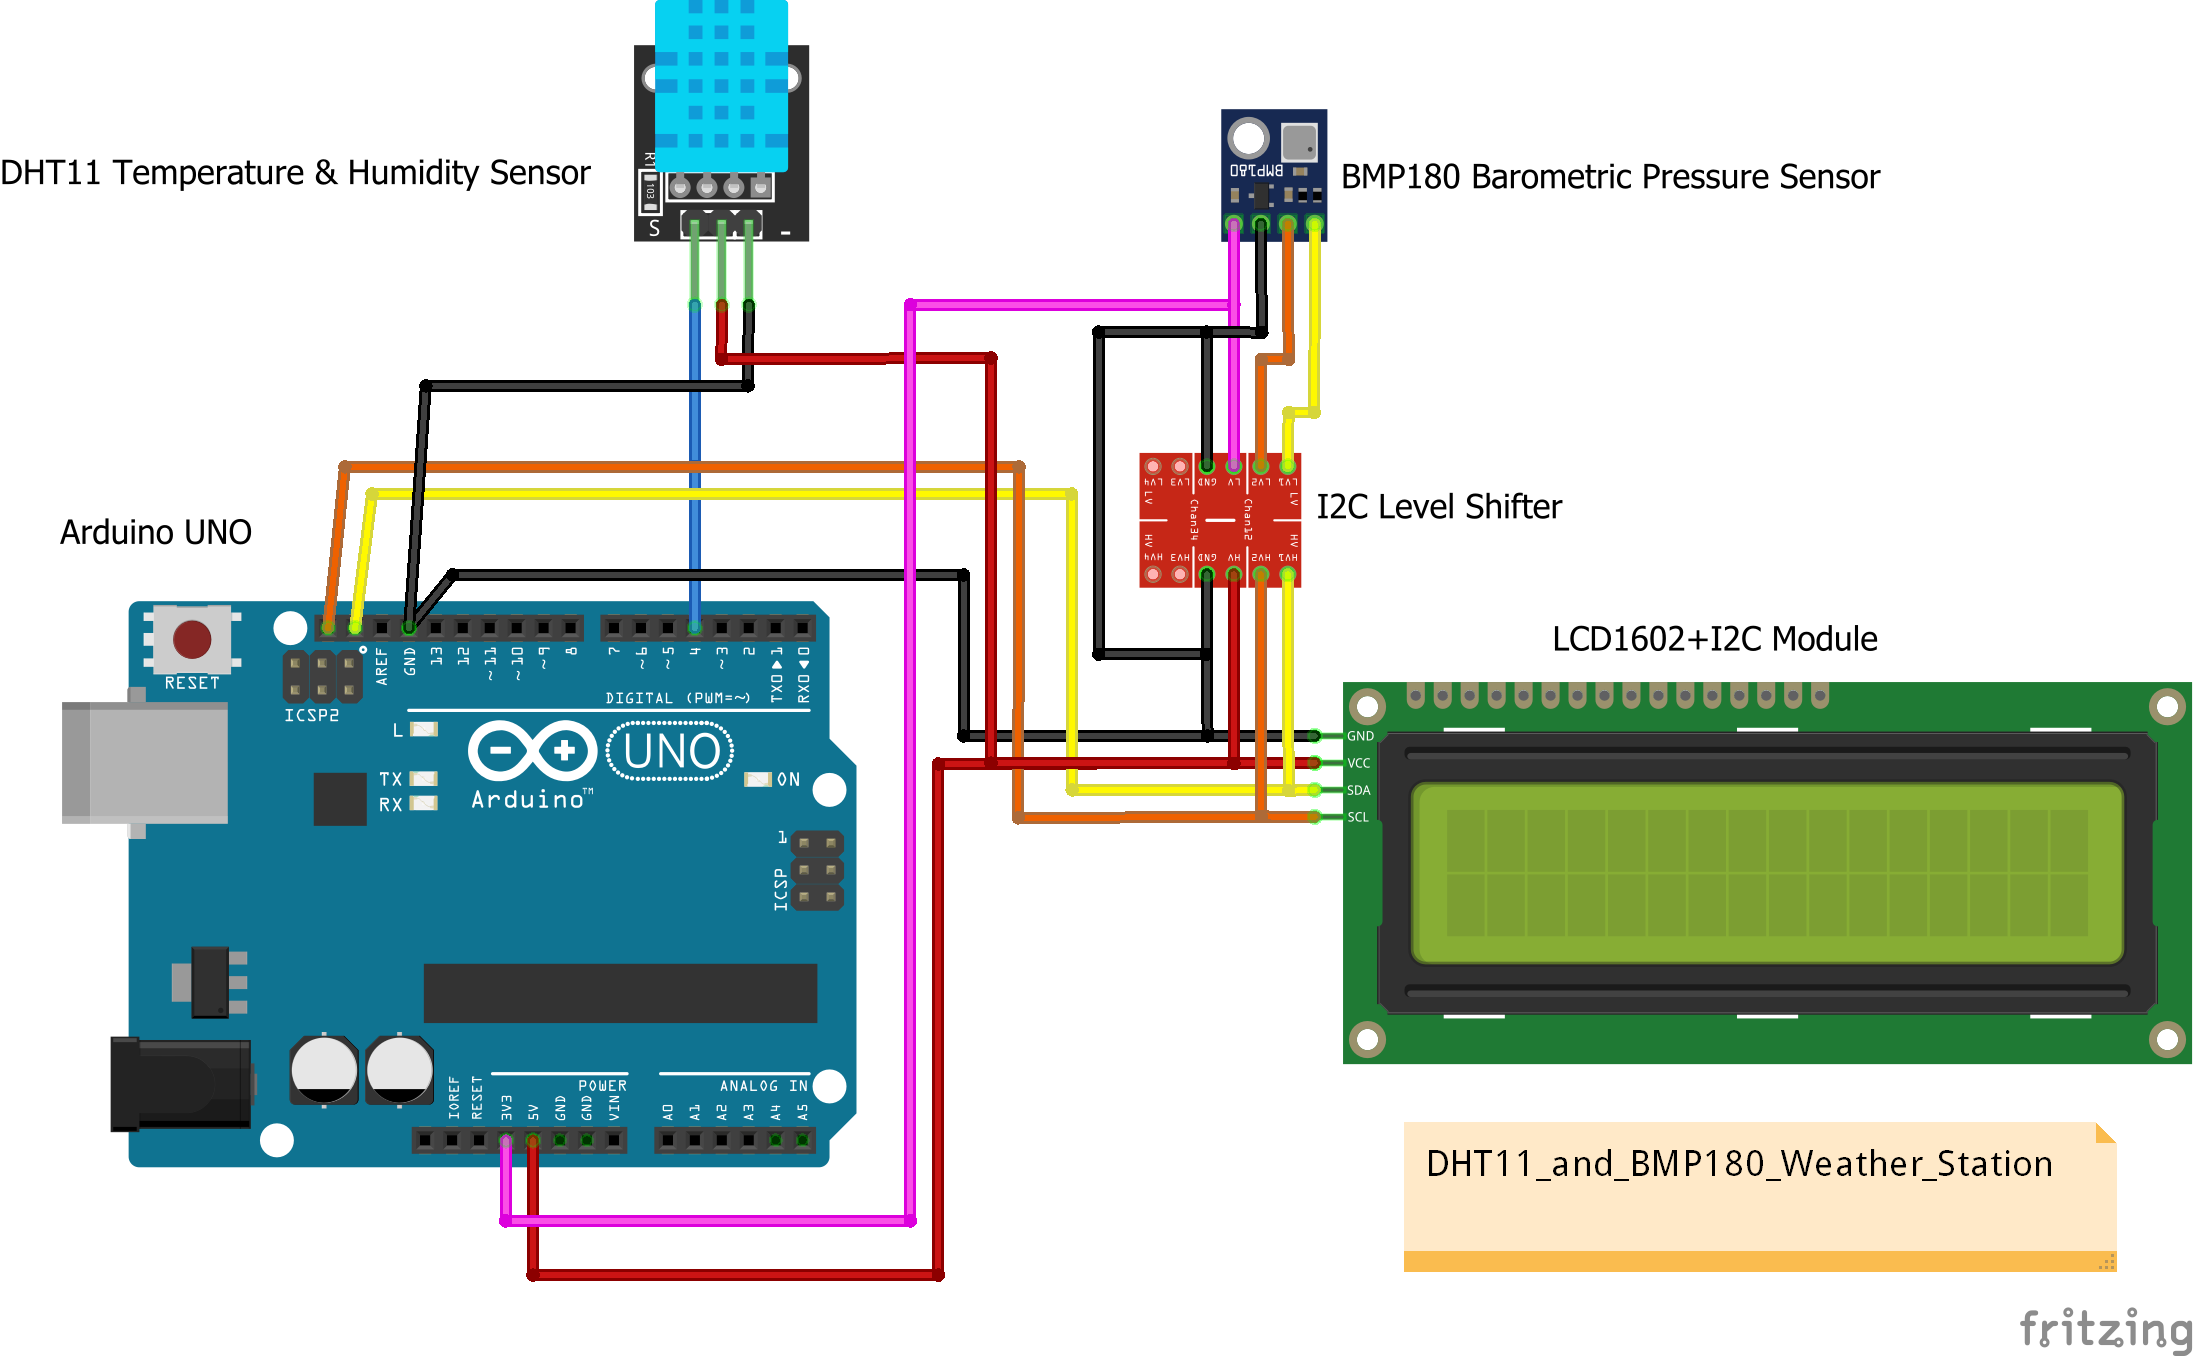 R1
103
S
-
DHT11 Temperature & Humidity Sensor
BMP180
BMP180 Barometric Pressure Sensor
LV4
LV3
GND
LV
LV2
LV1
LV
Chan34
Chan12
LV
HV
HV
HV4
HV3
GND
HV
HV2
HV1
I2C Level Shifter
Arduino UNO
RESET
ICSP2
AREF
GND
13
12
~11
~10
~9
8
7
~6
~5
4
~3
2
TX0▶1
RX0◀0
DIGITAL (PWM=~)
L
TX
RX
UNO
Arduino™
ON
1
ICSP
LCD1602+I2C Module
GND
VCC
SDA
SCL
IOREF
RESET
3V3
5V
GND
GND
VIN
POWER
ANALOG IN
A0
A1
A2
A3
A4
A5
DHT11_and_BMP180_Weather_Station
fritzing